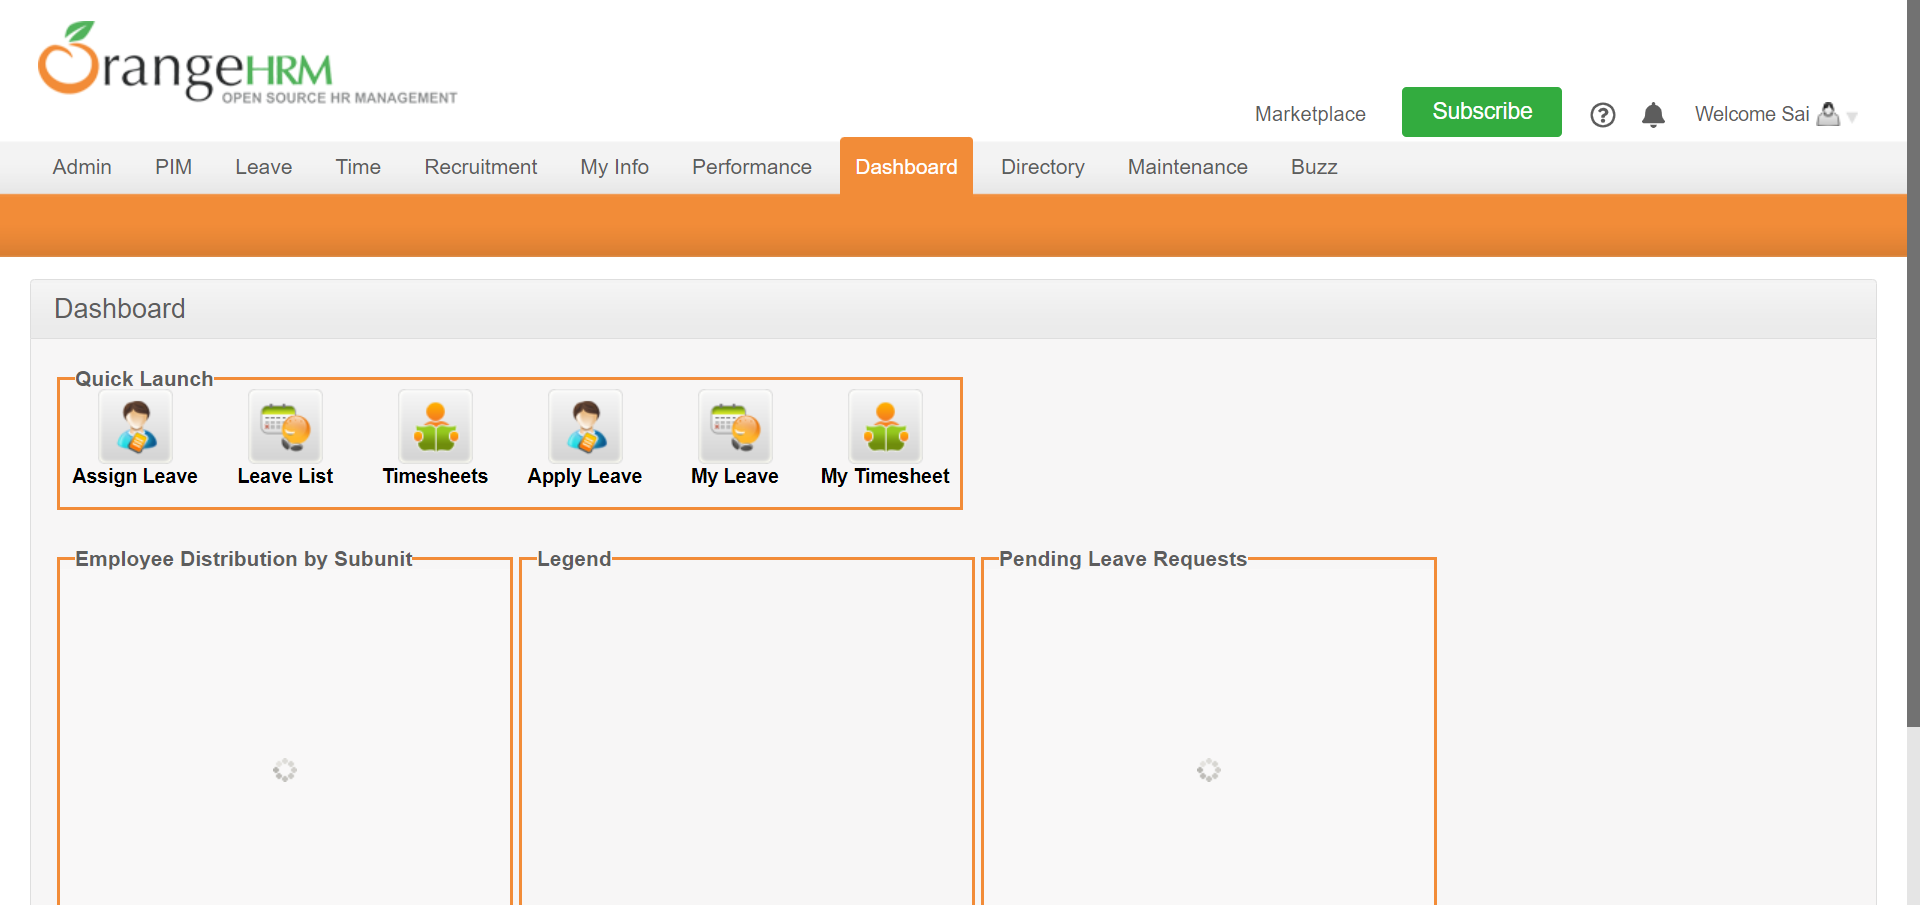 OrangeHRM
OPEN SOURCE HR MANAGEMENT
Marketplace
Subscribe
?
Welcome Sai
Admin PIM Leave Time Recruitment My Info Performance Dashboard Directory Maintenance Buzz
Dashboard
Quick Launch
Assign Leave Leave List Timesheets Apply Leave My Leave My Timesheet
Employee Distribution by Subunit Legend Pending Leave Requests